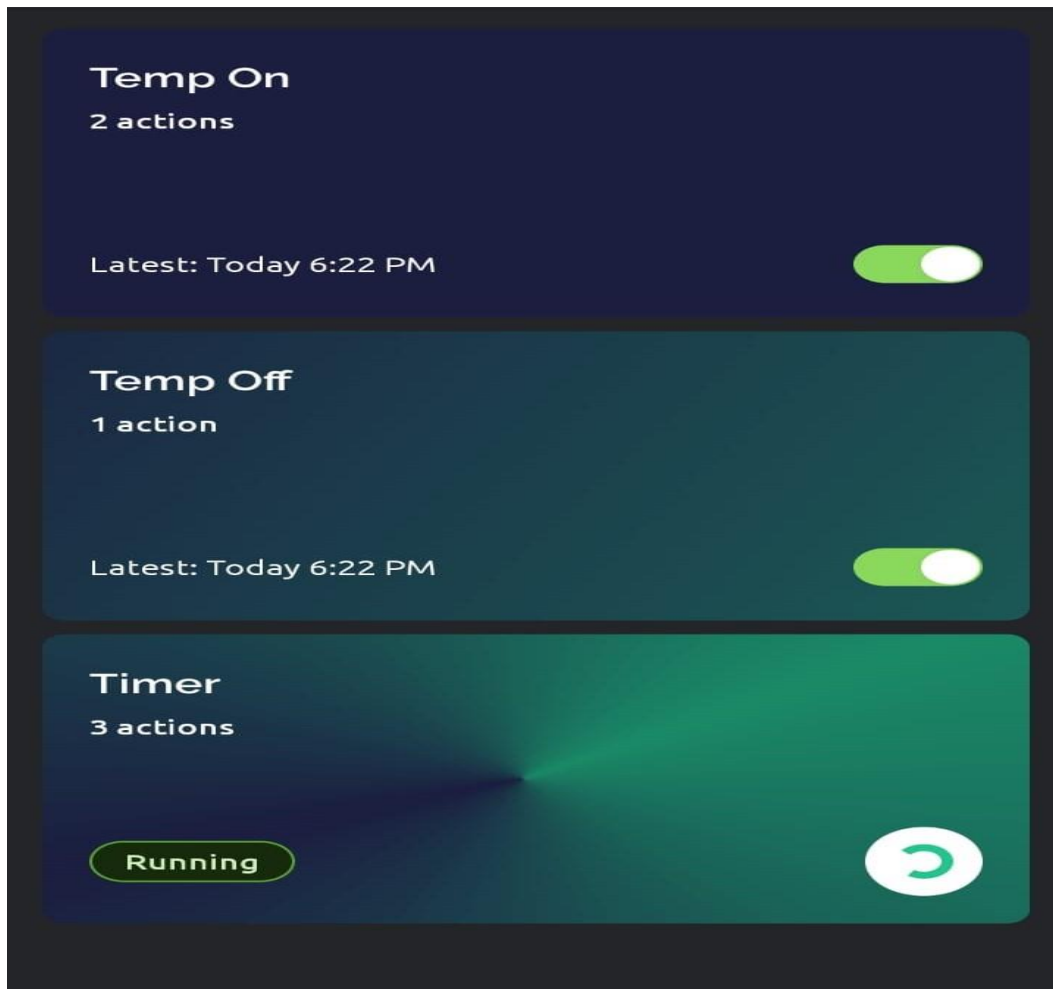 Temp On
2 actions
Latest: Today 6:22 PM
Temp Off
1 action
Latest: Today 6:22 PM
Timer
3 actions
Running